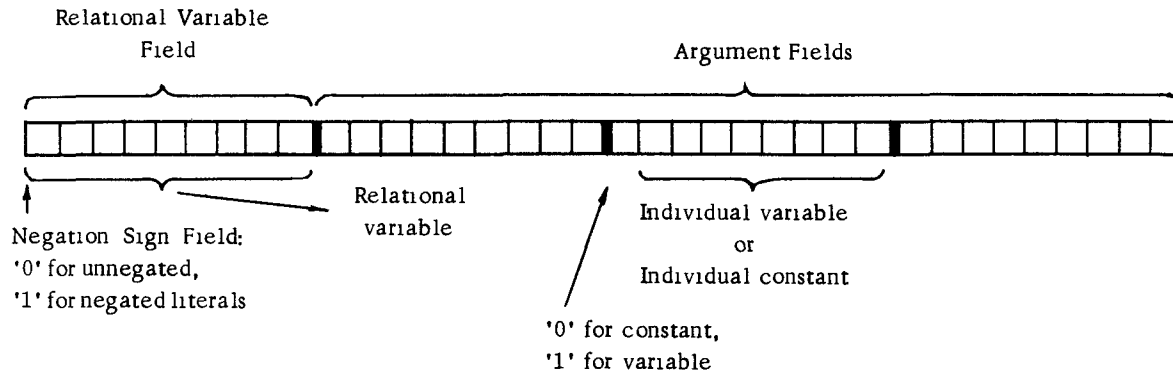 Relational Variable
Field
Argument Fields
Relational
variable
Individual variable
or
Individual constant
Negation Sign Field:
'0' for unnegated,
'1' for negated literals
'0' for constant,
'1' for variable